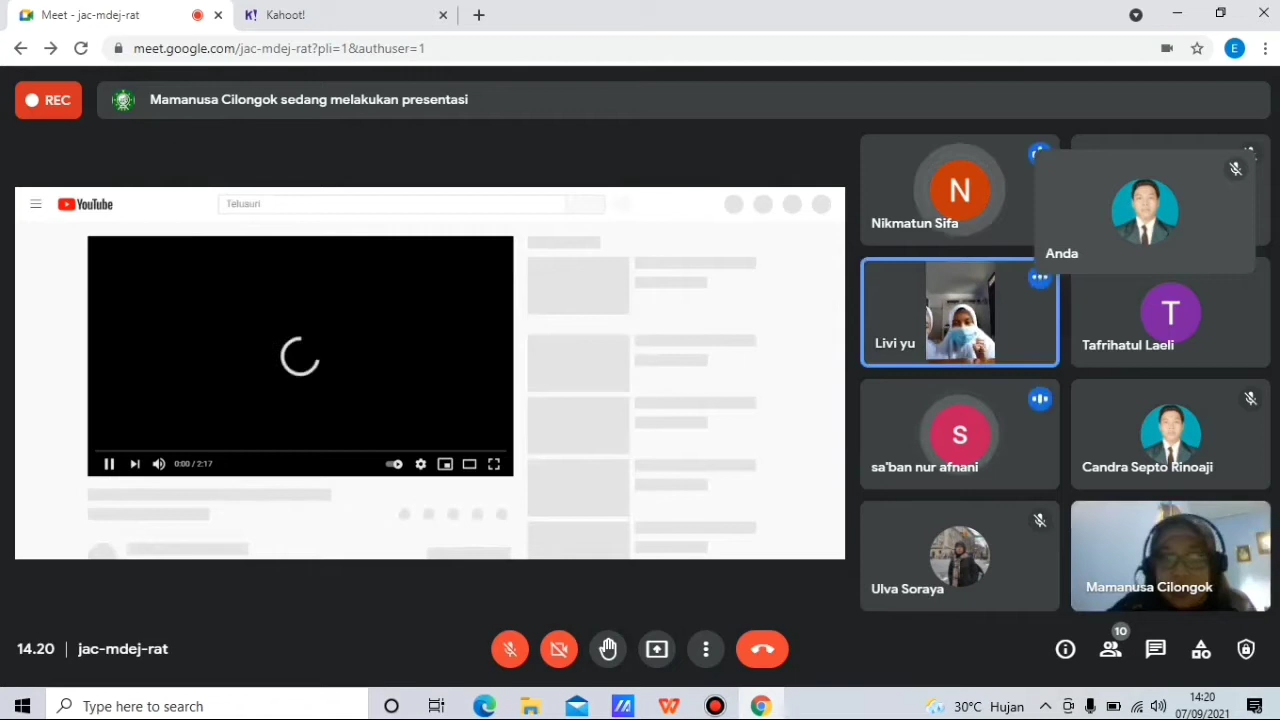 Meet - jac-mdej-rat
Kahoot!
meet.google.com/jac-mdej-rat?pli=1&authuser=1
E
REC
Mamanusa Cilongok sedang melakukan presentasi
YouTube
Telusuri
0:00 / 2:17
N
Nikmatun Sifa
Anda
Livi yu
T
Tafrihatul Laeli
s
sa'ban nur afnani
Candra Septo Rinoaji
Ulva Soraya
Mamanusa Cilongok
14.20 | jac-mdej-rat
10
Type here to search
30°C Hujan
14:20
07/09/2021